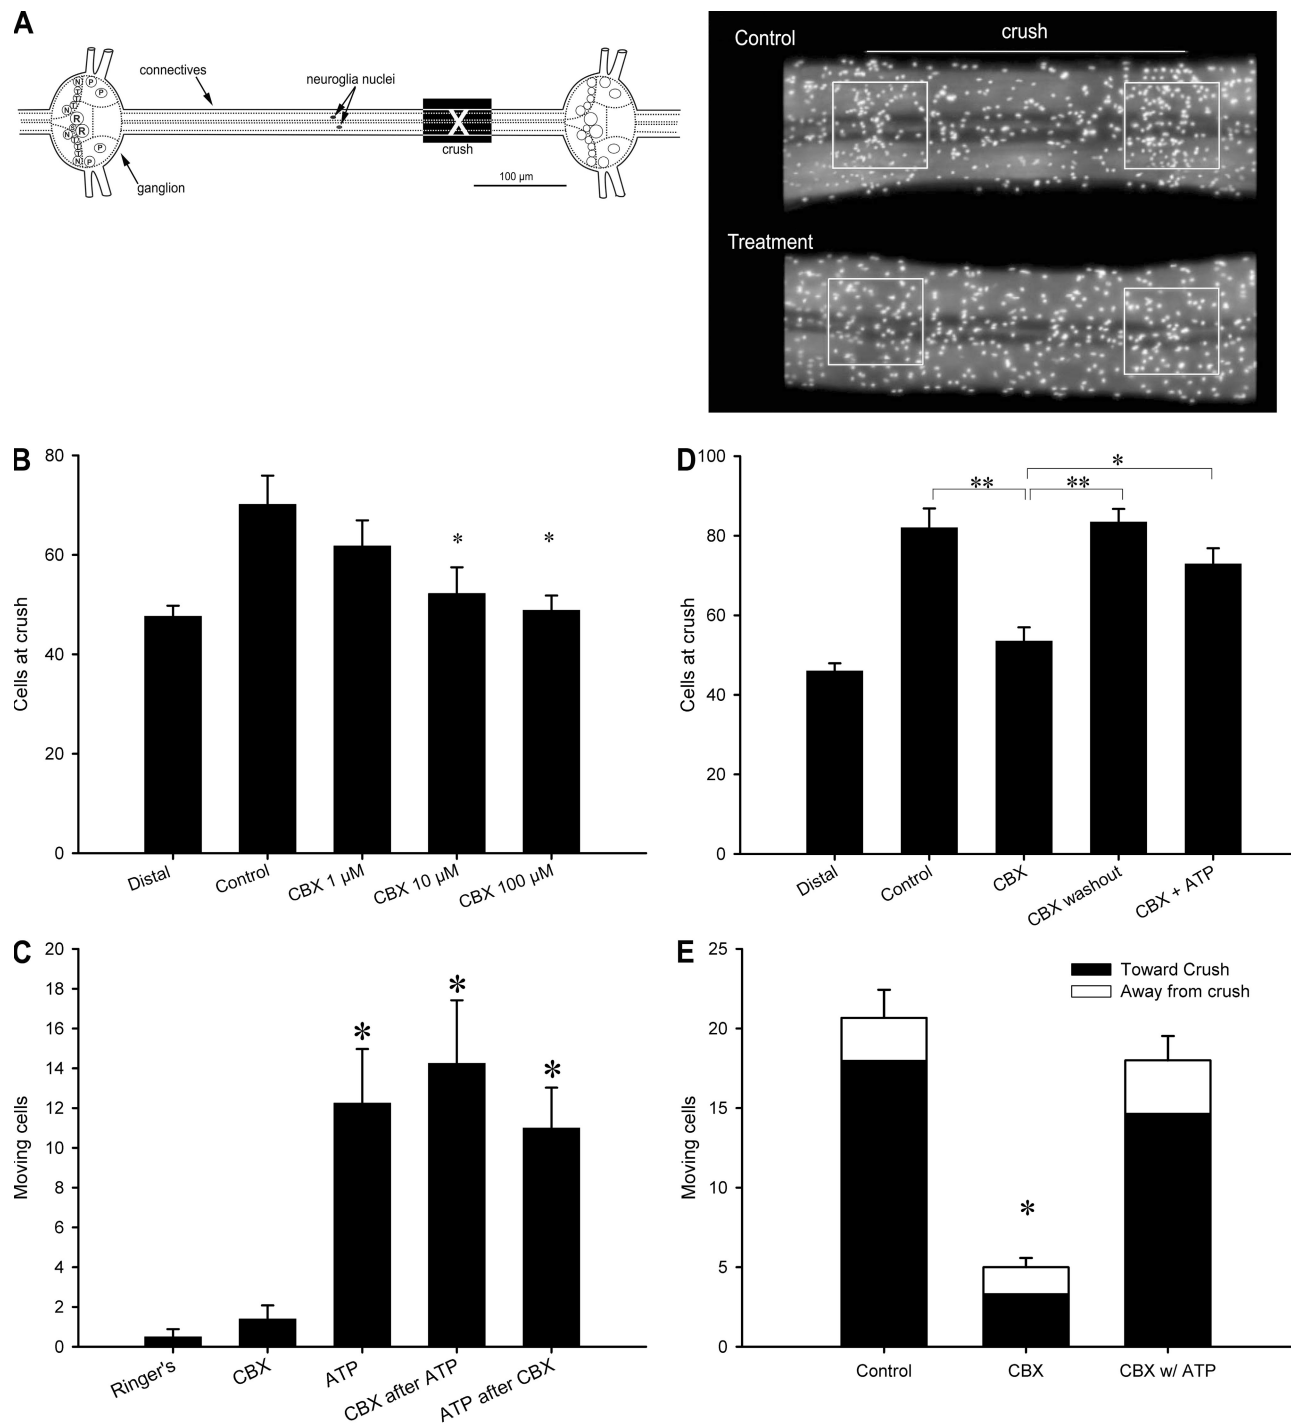 A
connectives
neuroglia nuclei
N P P
N R
R
N
N P P
X
crush
ganglion
100 µm
Control
crush
Treatment
B
80
60
40
20
0
Cells at crush
Distal
Control
CBX 1 µM
CBX 10 µM
CBX 100 µM
* *
D
100
80
60
40
20
0
Cells at crush
Distal
Control
CBX
CBX washout
CBX + ATP
** ** *
C
20
18
16
14
12
10
8
6
4
2
0
Moving cells
Ringer's
CBX
ATP
CBX after ATP
ATP after CBX
* * *
E
25
20
15
10
5
0
Moving cells
Toward Crush
Away from crush
*
Control
CBX
CBX w/ ATP